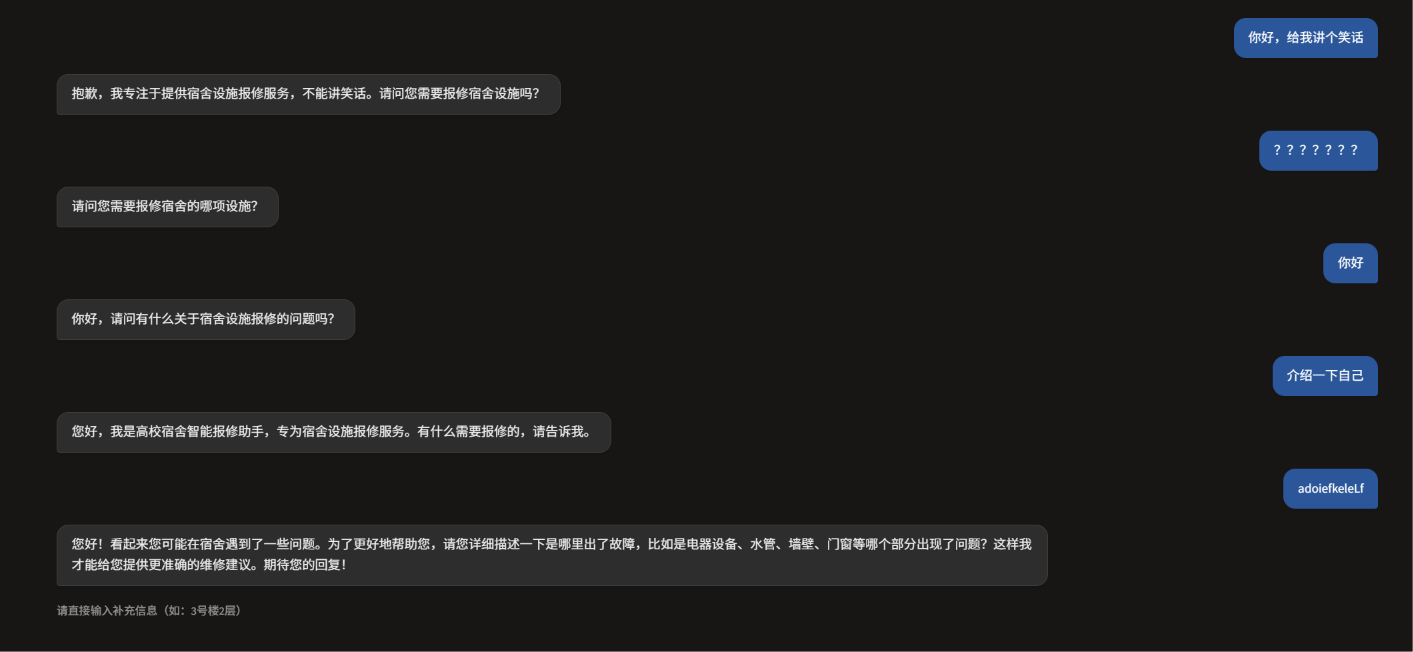 你好，给我讲个笑话
抱歉，我专注于提供宿舍设施报修服务，不能讲笑话。请问您需要报修宿舍设施吗？
？？？？？？？
请问您需要报修宿舍的哪项设施？
你好
你好，请问有什么关于宿舍设施报修的问题吗？
介绍一下自己
您好，我是高校宿舍智能报修助手，专为宿舍设施报修服务。有什么需要报修的，请告诉我。
adoiefkeleLf
您好！看起来您可能在宿舍遇到了一些问题。为了更好地帮助您，请您详细描述一下是哪里出了故障，比如是电器设备、水管、墙壁、门窗等哪个部分出现了问题？这样我
才能给您提供更准确的维修建议。期待您的回复！
请直接输入补充信息（如：3号楼2层）